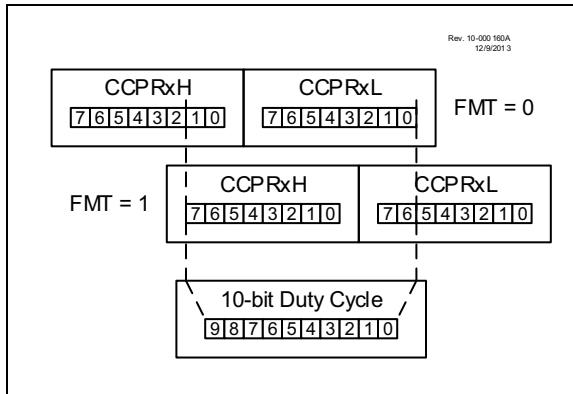 Rev. 10-000 160A
12/9/2013
CCPRxH CCPRxL
7 6 5 4 3 2 1 0 7 6 5 4 3 2 1 0 FMT = 0
CCPRxH CCPRxL
FMT = 1 7 6 5 4 3 2 1 0 7 6 5 4 3 2 1 0
10-bit Duty Cycle
9 8 7 6 5 4 3 2 1 0